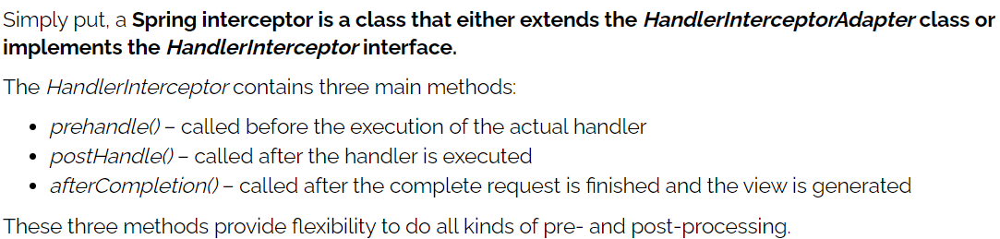 Simply put, a Spring interceptor is a class that either extends the HandlerInterceptorAdapter class or
implements the HandlerInterceptor interface.
The HandlerInterceptor contains three main methods:
• prehandle() – called before the execution of the actual handler
• postHandle() – called after the handler is executed
• afterCompletion() – called after the complete request is finished and the view is generated
These three methods provide flexibility to do all kinds of pre- and post-processing.